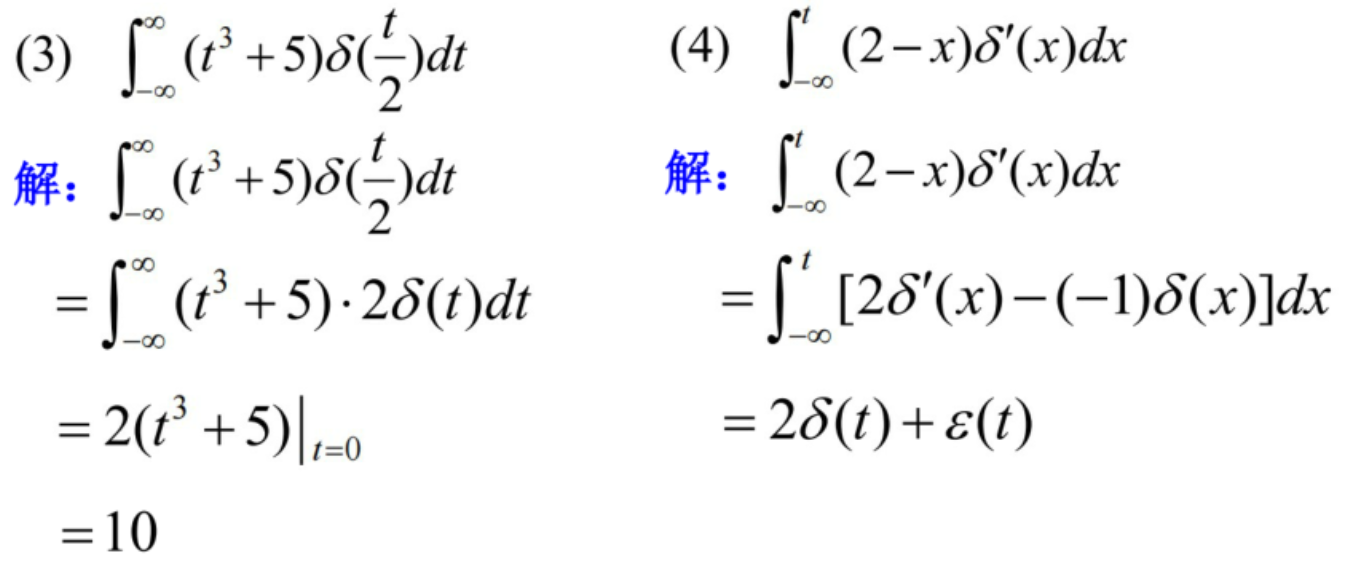 (3) ∫_{-∞}^{∞} (t³ + 5)δ(t/2)dt
解: ∫_{-∞}^{∞} (t³ + 5)δ(t/2)dt
= ∫_{-∞}^{∞} (t³ + 5)·2δ(t)dt
= 2(t³ + 5)|_{t=0}
= 10
(4) ∫_{-∞}^{t} (2 − x)δ′(x)dx
解: ∫_{-∞}^{t} (2 − x)δ′(x)dx
= ∫_{-∞}^{t} [2δ′(x) − (−1)δ(x)]dx
= 2δ(t) + ε(t)